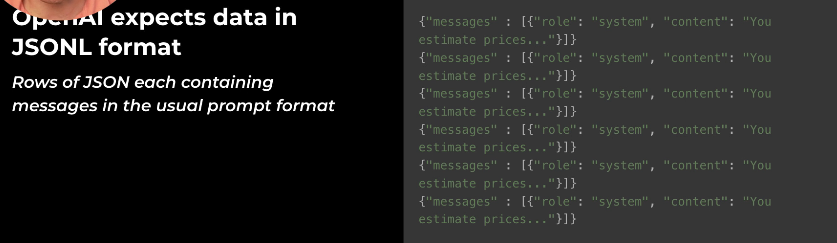 OpenAI expects data in
JSONL format
Rows of JSON each containing
messages in the usual prompt format
{"messages" : [{"role": "system", "content": "You
estimate prices..."}]}
{"messages" : [{"role": "system", "content": "You
estimate prices..."}]}
{"messages" : [{"role": "system", "content": "You
estimate prices..."}]}
{"messages" : [{"role": "system", "content": "You
estimate prices..."}]}
{"messages" : [{"role": "system", "content": "You
estimate prices..."}]}
{"messages" : [{"role": "system", "content": "You
estimate prices..."}]}